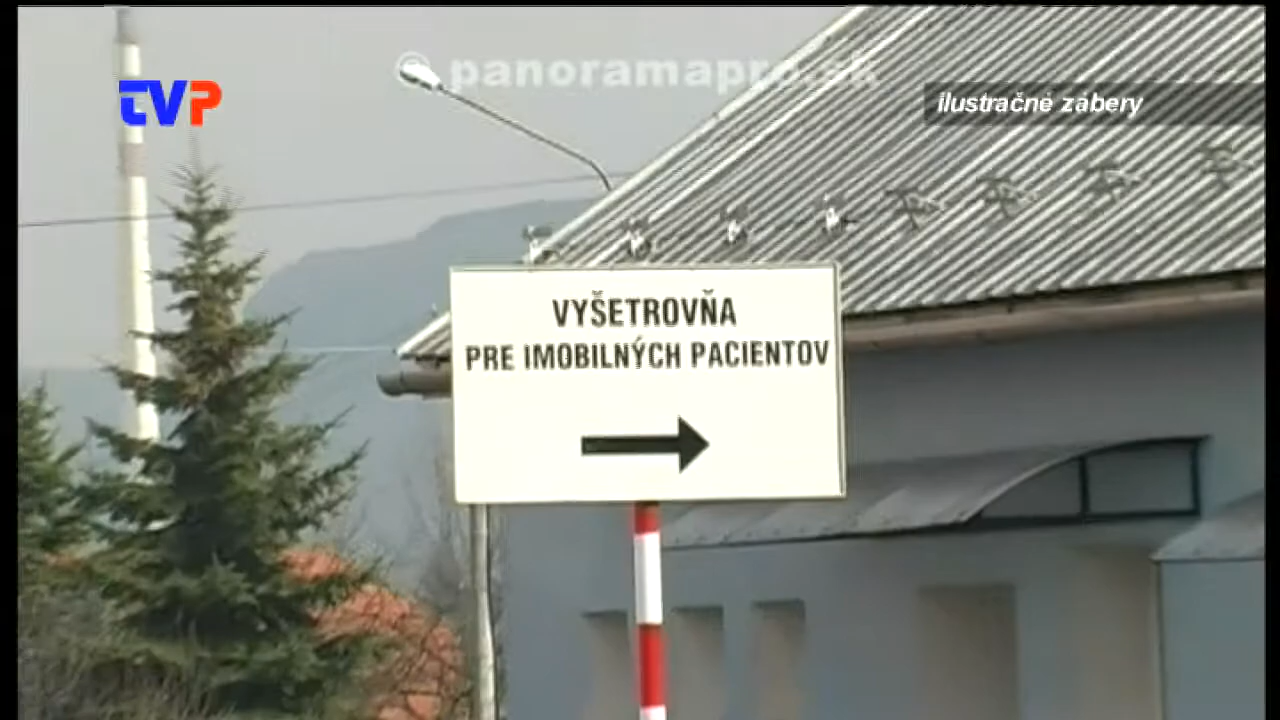 © panoramapro.sk
TVP
ilustračné zábery
VYŠETROVŇA
PRE IMOBILNÝCH PACIENTOV